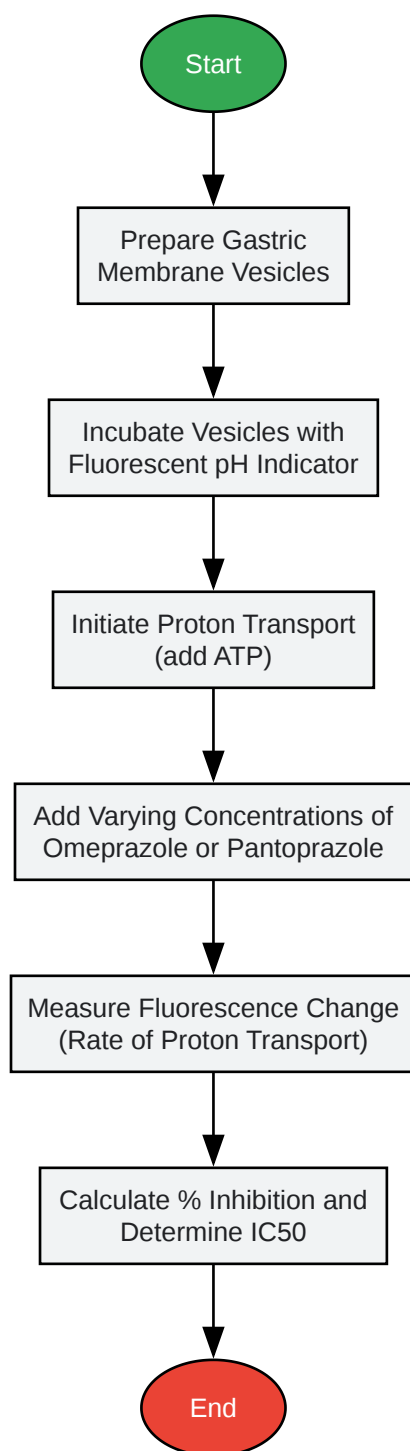 Start
Prepare Gastric
Membrane Vesicles
Incubate Vesicles with
Fluorescent pH Indicator
Initiate Proton Transport
(add ATP)
Add Varying Concentrations of
Omeprazole or Pantoprazole
Measure Fluorescence Change
(Rate of Proton Transport)
Calculate % Inhibition and
Determine IC50
End